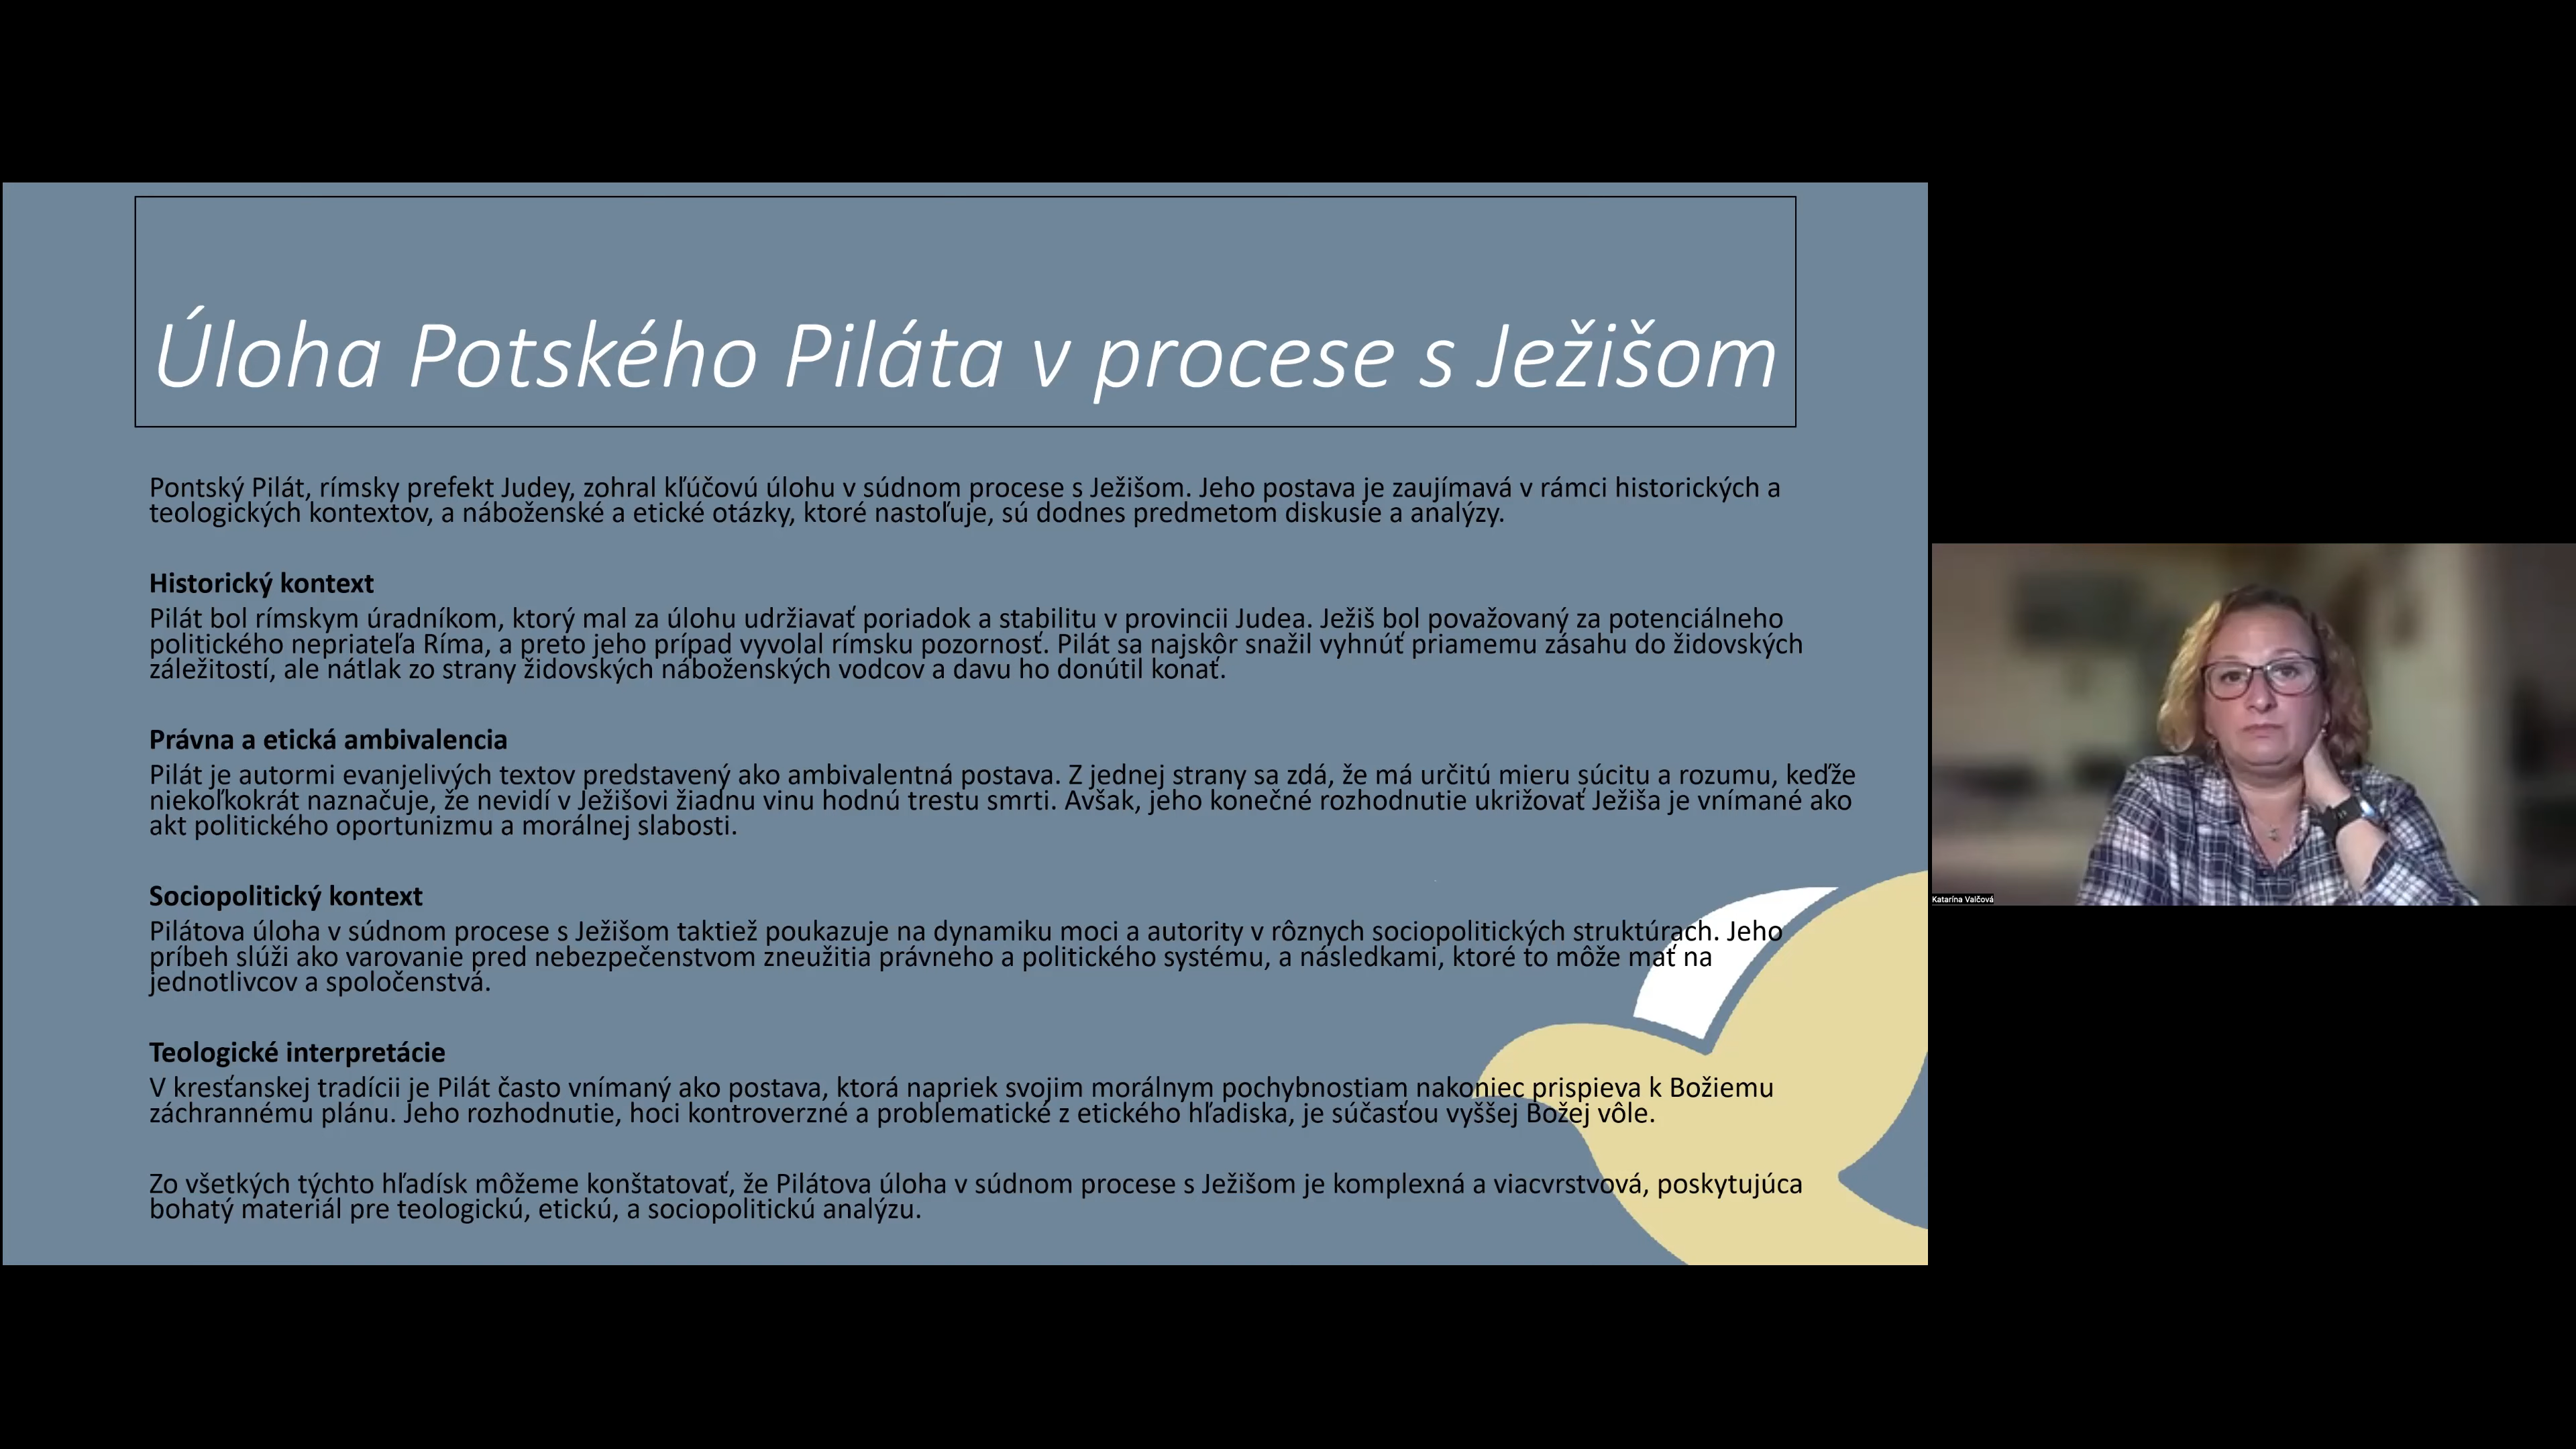 Úloha Potského Piláta v procese s Ježišom
Pontský Pilát, rímsky prefekt Judey, zohral kľúčovú úlohu v súdnom procese s Ježišom. Jeho postava je zaujímavá v rámci historických a
teologických kontextov, a náboženské a etické otázky, ktoré nastoľuje, sú dodnes predmetom diskusie a analýzy.
Historický kontext
Pilát bol rímskym úradníkom, ktorý mal za úlohu udržiavať poriadok a stabilitu v provincii Judea. Ježiš bol považovaný za potenciálneho
politického nepriateľa Ríma, a preto jeho prípad vyvolal rímsku pozornosť. Pilát sa najskôr snažil vyhnúť priamemu zásahu do židovských
záležitostí, ale nátlak zo strany židovských náboženských vodcov a davu ho donútil konať.
Právna a etická ambivalencia
Pilát je autormi evanjelivých textov predstavený ako ambivalentná postava. Z jednej strany sa zdá, že má určitú mieru súcitu a rozumu, keďže
niekoľkokrát naznačuje, že nevidí v Ježišovi žiadnu vinu hodnú trestu smrti. Avšak, jeho konečné rozhodnutie ukrižovať Ježiša je vnímané ako
akt politického oportunizmu a morálnej slabosti.
Sociopolitický kontext
Pilátova úloha v súdnom procese s Ježišom taktiež poukazuje na dynamiku moci a autority v rôznych sociopolitických struktúrach. Jeho
príbeh slúži ako varovanie pred nebezpečenstvom zneužitia právneho a politického systému, a následkami, ktoré to môže mať na
jednotlivcov a spoločenstvá.
Teologické interpretácie
V kresťanskej tradícii je Pilát často vnímaný ako postava, ktorá napriek svojim morálnym pochybnostiam nakoniec prispieva k Božiemu
záchrannému plánu. Jeho rozhodnutie, hoci kontroverzné a problematické z etického hľadiska, je súčasťou vyššej Božej vôle.
Zo všetkých týchto hľadísk môžeme konštatovať, že Pilátova úloha v súdnom procese s Ježišom je komplexná a viacvrstvová, poskytujúca
bohatý materiál pre teologickú, etickú, a sociopolitickú analýzu.
Katarína Valčová